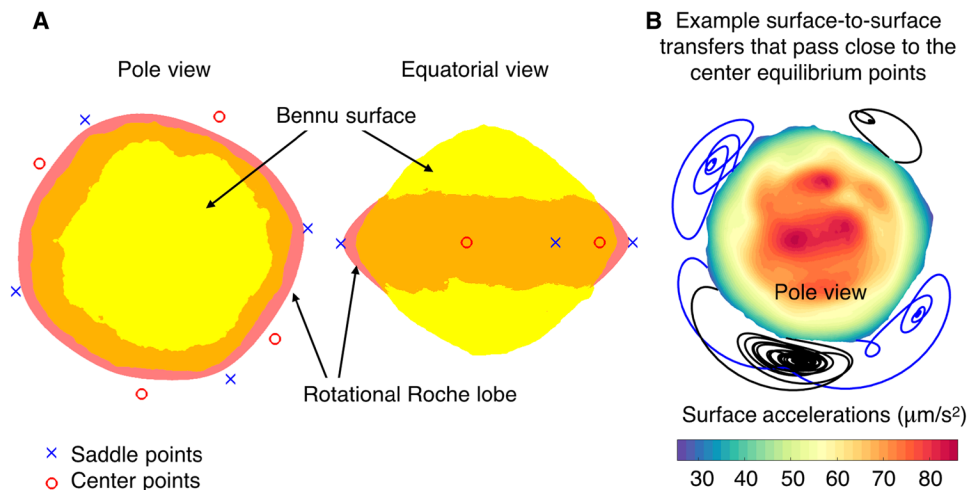 A
Pole view
Equatorial view
Bennu surface
Rotational Roche lobe
× Saddle points
○ Center points
B Example surface-to-surface
transfers that pass close to the
center equilibrium points
Pole view
Surface accelerations (μm/s²)
30 40 50 60 70 80